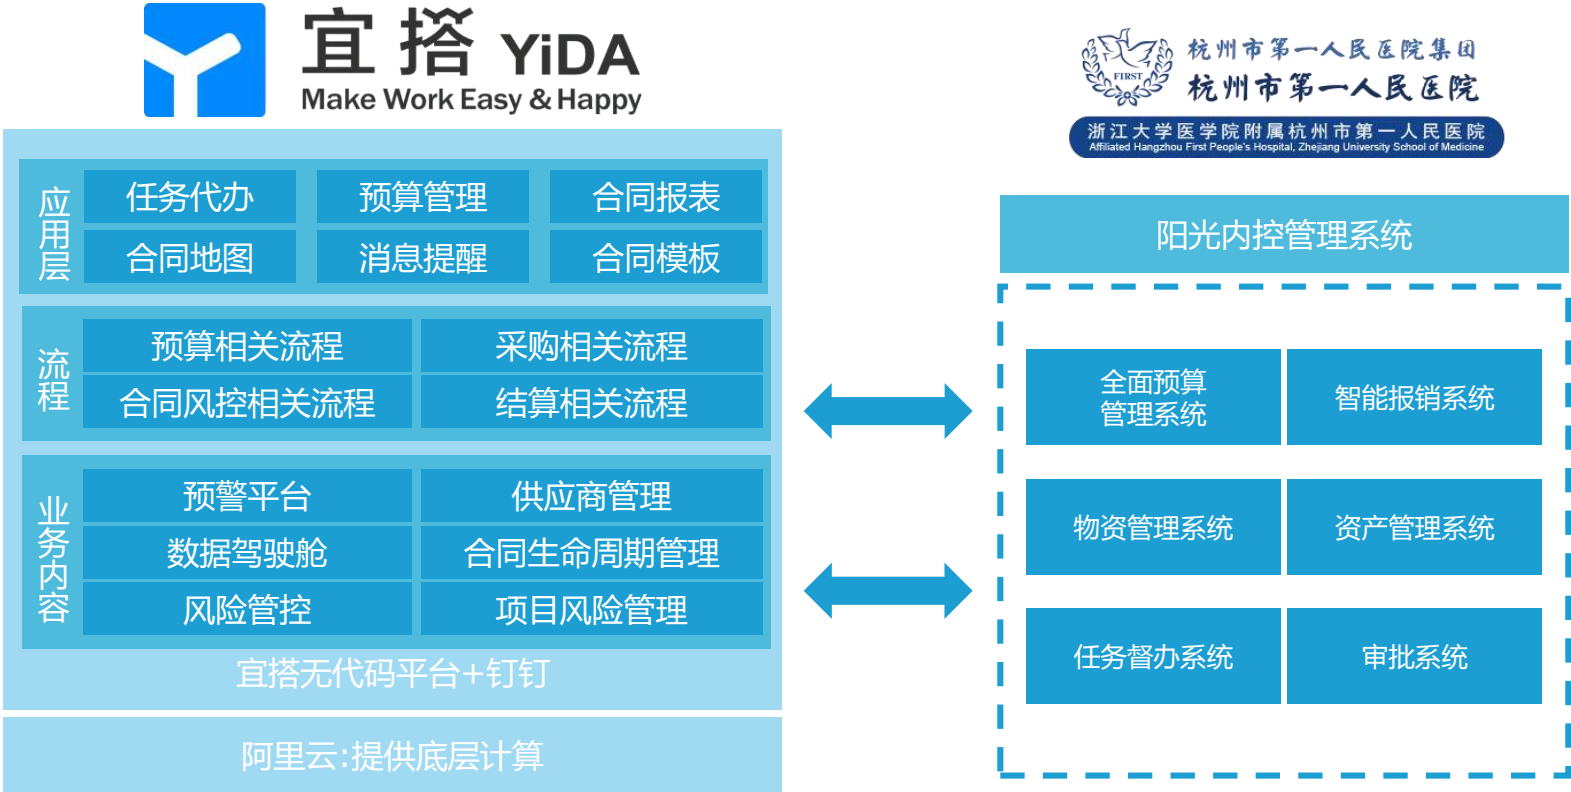 宜搭 YiDA
Make Work Easy & Happy
应用层
任务代办
预算管理
合同报表
合同地图
消息提醒
合同模板
流程
预算相关流程
采购相关流程
合同风控相关流程
结算相关流程
业务内容
预警平台
供应商管理
数据驾驶舱
合同生命周期管理
风险管控
项目风险管理
宜搭无代码平台+钉钉
阿里云:提供底层计算
FIRST
杭州市第一人民医院集团
杭州市第一人民医院
浙江大学医学院附属杭州市第一人民医院
Affiliated Hangzhou First People's Hospital, Zhejiang University School of Medicine
阳光内控管理系统
全面预算
管理系统
智能报销系统
物资管理系统
资产管理系统
任务督办系统
审批系统